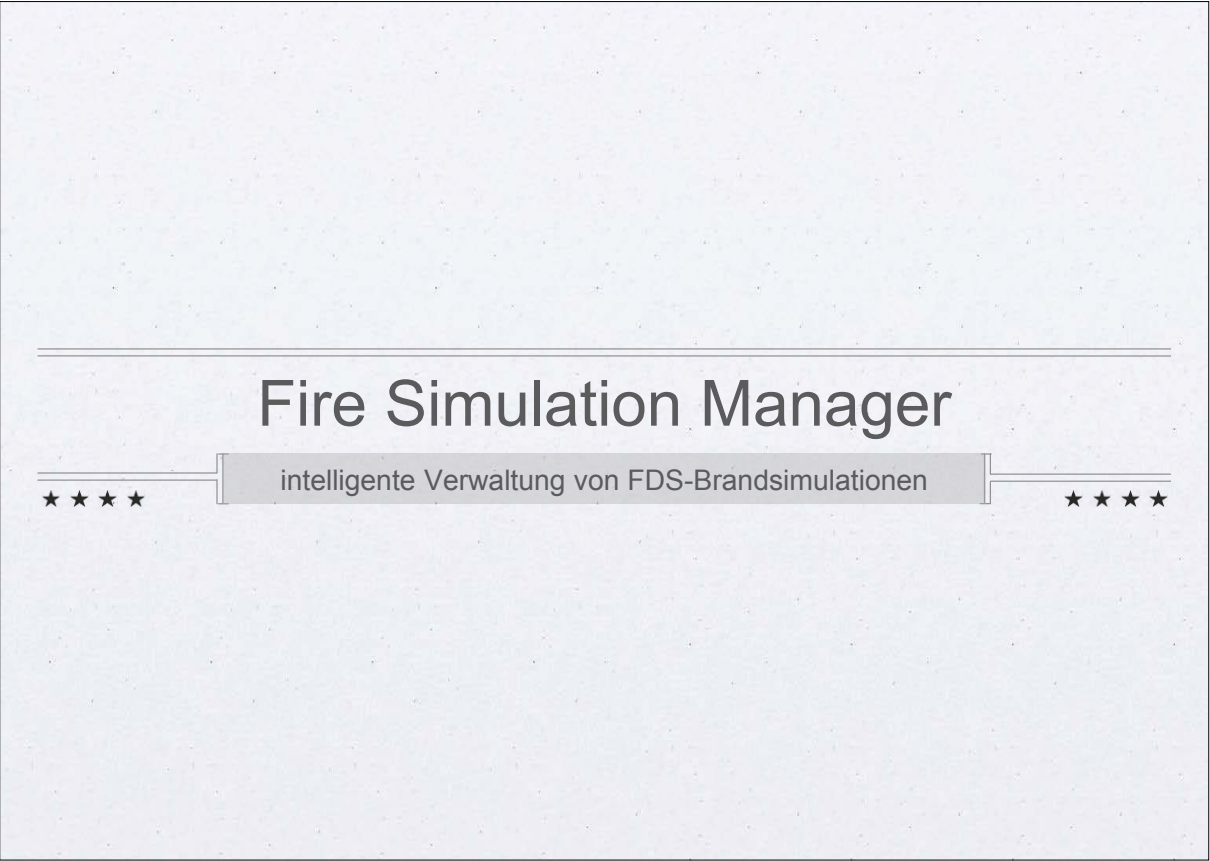 Fire Simulation Manager
intelligente Verwaltung von FDS-Brandsimulationen